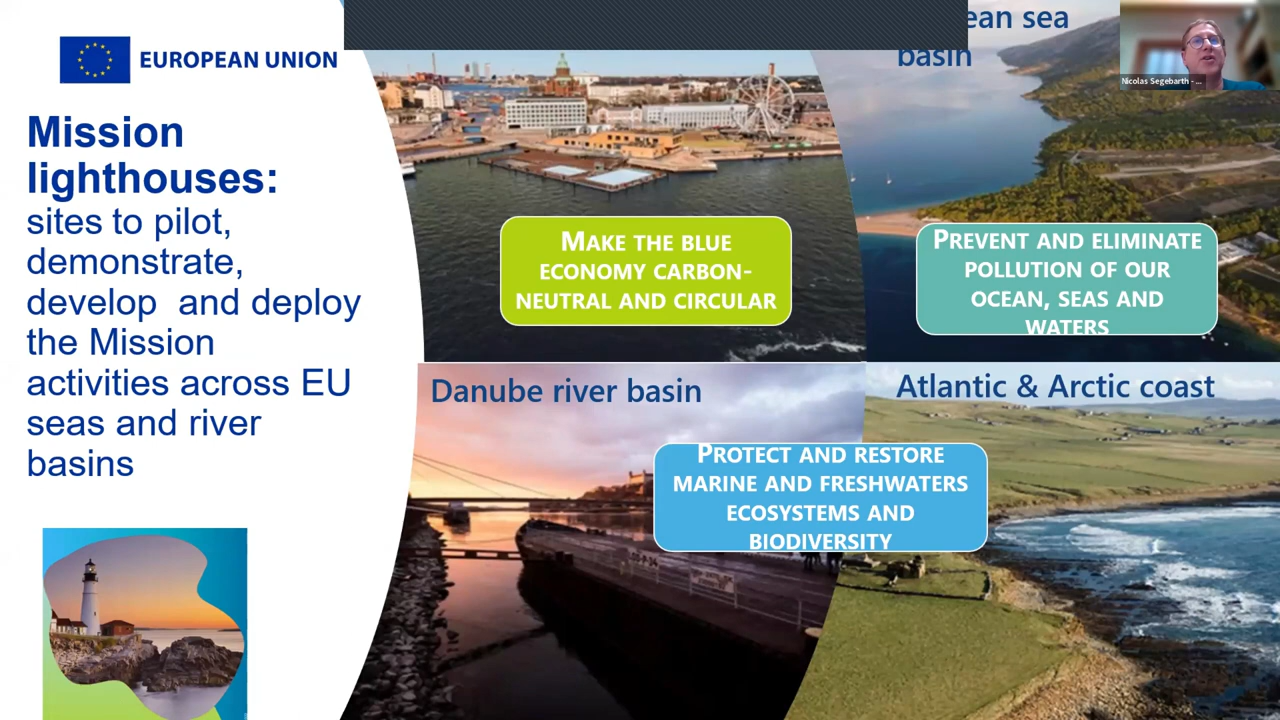 EUROPEAN UNION
Mission
lighthouses:
sites to pilot,
demonstrate,
develop and deploy
the Mission
activities across EU
seas and river
basins
MAKE THE BLUE
ECONOMY CARBON-
NEUTRAL AND CIRCULAR
ean sea
basin
Nicolas Segebarth - ...
PREVENT AND ELIMINATE
POLLUTION OF OUR
OCEAN, SEAS AND
WATERS
Danube river basin
Atlantic & Arctic coast
PROTECT AND RESTORE
MARINE AND FRESHWATERS
ECOSYSTEMS AND
BIODIVERSITY